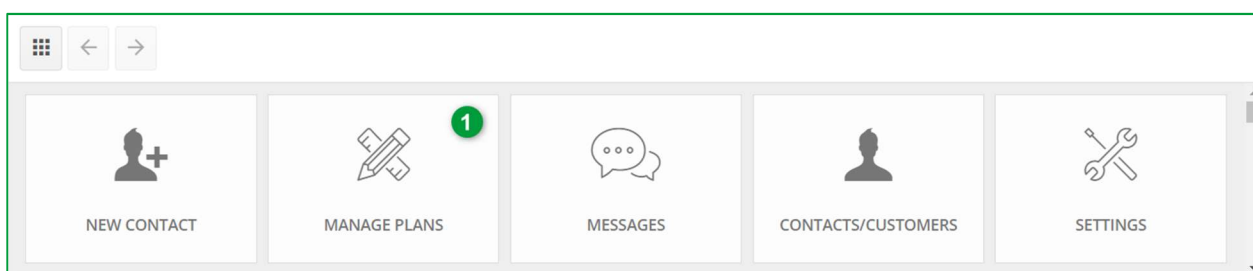 1
NEW CONTACT
MANAGE PLANS
MESSAGES
CONTACTS/CUSTOMERS
SETTINGS